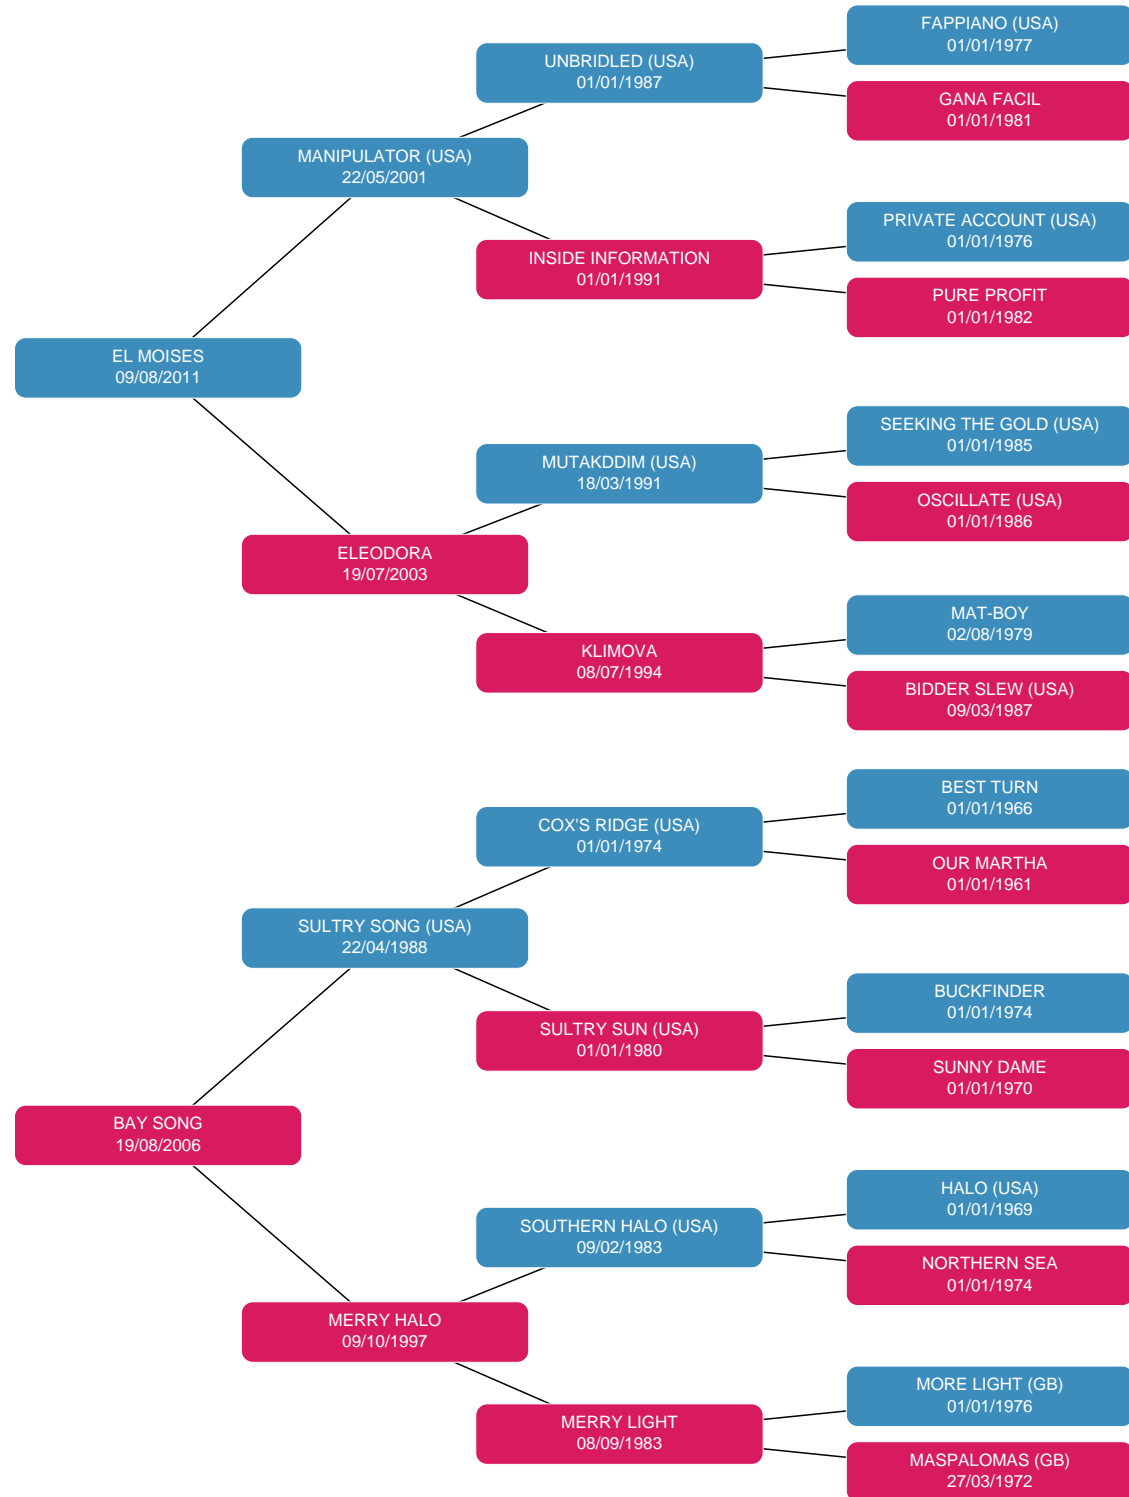 FAPPIANO (USA)
01/01/1977
UNBRIDLED (USA)
01/01/1987
GANA FACIL
01/01/1981
MANIPULATOR (USA)
22/05/2001
PRIVATE ACCOUNT (USA)
01/01/1976
INSIDE INFORMATION
01/01/1991
PURE PROFIT
01/01/1982
EL MOISES
09/08/2011
SEEKING THE GOLD (USA)
01/01/1985
MUTAKDDIM (USA)
18/03/1991
OSCILLATE (USA)
01/01/1986
ELEODORA
19/07/2003
MAT-BOY
02/08/1979
KLIMOVA
08/07/1994
BIDDER SLEW (USA)
09/03/1987
BEST TURN
01/01/1966
COX'S RIDGE (USA)
01/01/1974
OUR MARTHA
01/01/1961
SULTRY SONG (USA)
22/04/1988
BUCKFINDER
01/01/1974
SULTRY SUN (USA)
01/01/1980
SUNNY DAME
01/01/1970
BAY SONG
19/08/2006
HALO (USA)
01/01/1969
SOUTHERN HALO (USA)
09/02/1983
NORTHERN SEA
01/01/1974
MERRY HALO
09/10/1997
MORE LIGHT (GB)
01/01/1976
MERRY LIGHT
08/09/1983
MASPALOMAS (GB)
27/03/1972